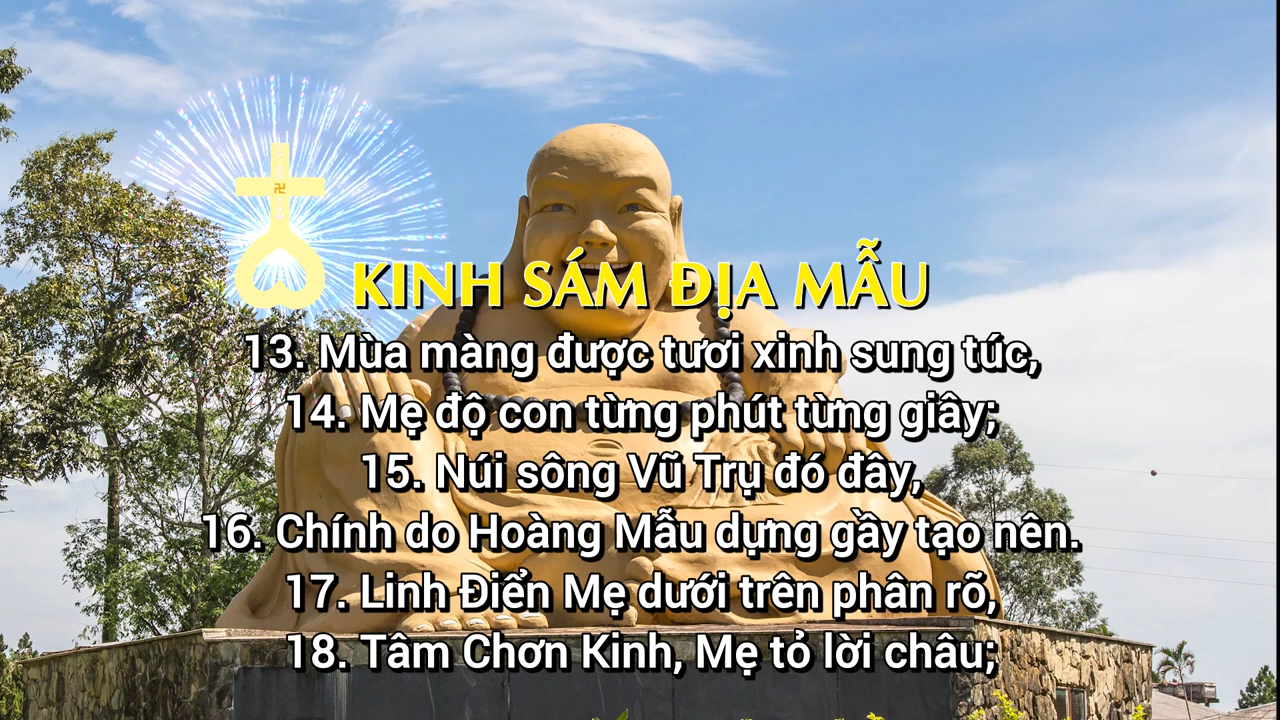 卍
KINH SÁM ĐỊA MẪU
13. Mùa màng được tươi xinh sung túc,
14. Mẹ độ con từng phút từng giây;
15. Núi sông Vũ Trụ đó đây,
16. Chính do Hoàng Mẫu dựng gầy tạo nên.
17. Linh Điển Mẹ dưới trên phân rõ,
18. Tâm Chơn Kinh, Mẹ tỏ lời châu;